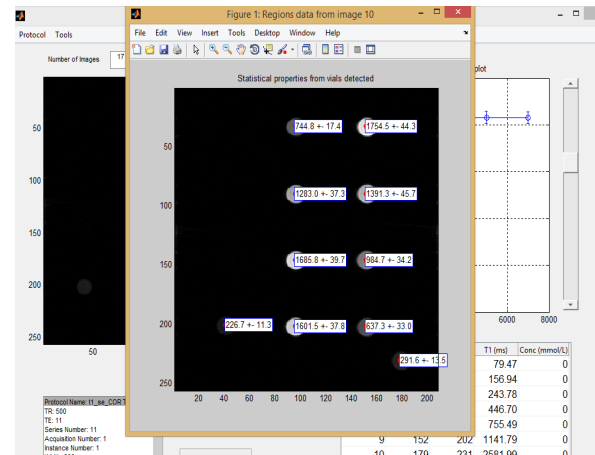 Figure 1: Regions data from image 10
Protocol Tools
File Edit View Insert Tools Desktop Window Help
Number of Images 17
plot
Statistical properties from vials detected
744.8 +- 17.4
1754.5 +- 44.3
1283.0 +- 37.3
1391.3 +- 45.7
1685.8 +- 39.7
984.7 +- 34.2
226.7 +- 11.3
1601.5 +- 37.8
637.3 +- 33.0
291.6 +- 13.5
50
100
150
200
250
20 40 60 80 100 120 140 160 180 200
50
100
150
200
250
50
6000 8000
T1 (ms) Conc (mmol/L)
79.47 0
156.94 0
243.78 0
446.70 0
755.49 0
9 152 202 1141.79 0
10 179 231 2581.99 0
Protocol Name: t1_se_COR T
TR: 500
TE: 11
Series Number: 11
Acquisition Number: 1
Instance Number: 1